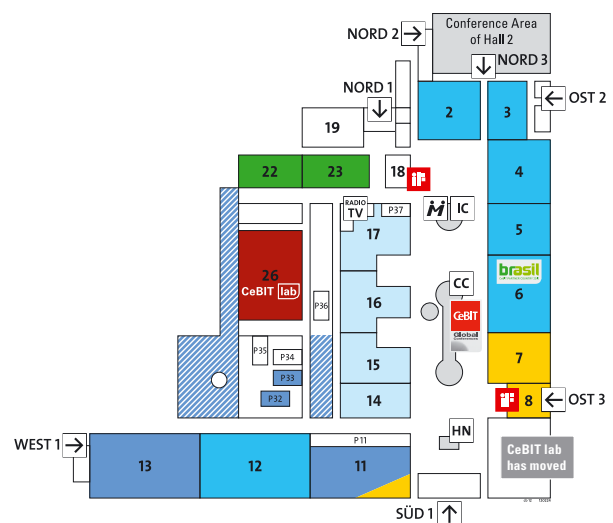 Conference Area
of Hall 2
NORD 2
NORD 3
NORD 1
OST 2
2
3
19
22
23
18
iF
4
RADIO
TV
P37
IC
17
5
26
CeBIT lab
brasil
CC
6
P36
16
CeBIT
Global
Conferences
P35
P34
15
7
P33
P32
14
iF
8
OST 3
HN
WEST 1
P11
13
12
11
CeBIT lab
has moved
SÜD 1